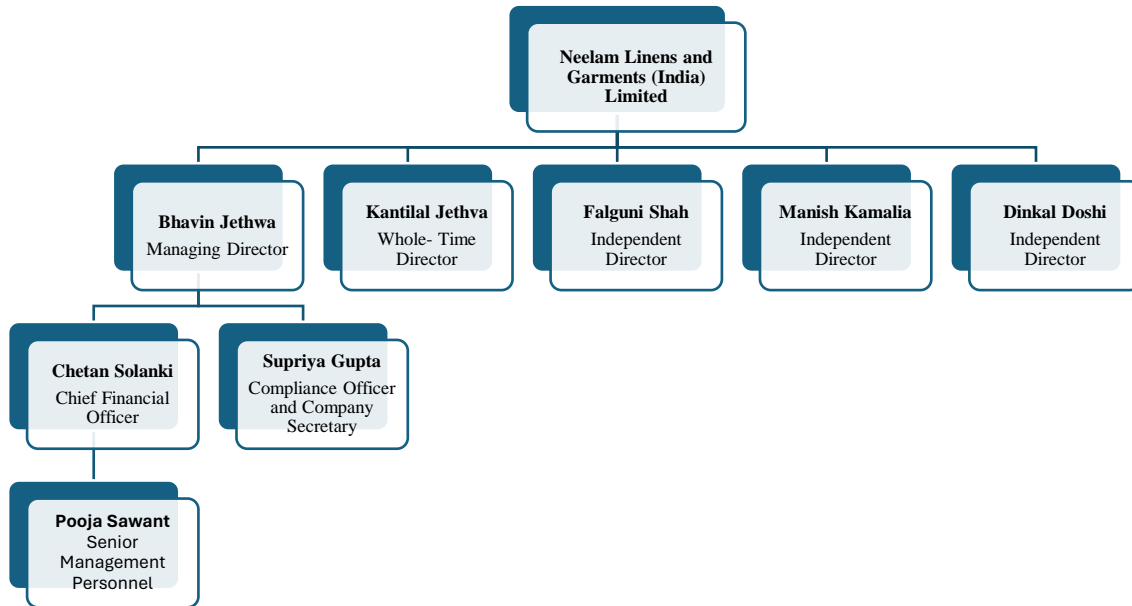 Neelam Linens and
Garments (India)
Limited
Bhavin Jethwa
Managing Director
Kantilal Jethva
Whole- Time
Director
Falguni Shah
Independent
Director
Manish Kamalia
Independent
Director
Dinkal Doshi
Independent
Director
Chetan Solanki
Chief Financial
Officer
Supriya Gupta
Compliance Officer
and Company
Secretary
Pooja Sawant
Senior
Management
Personnel